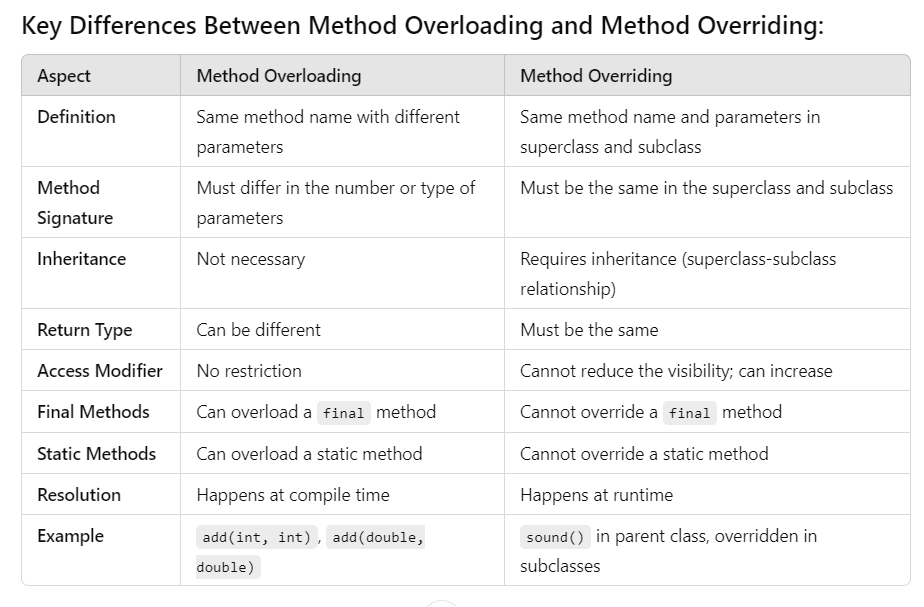 Key Differences Between Method Overloading and Method Overriding:
Aspect Method Overloading Method Overriding
Definition Same method name with different Same method name and parameters in
parameters superclass and subclass
Method Must differ in the number or type of Must be the same in the superclass and subclass
Signature parameters
Inheritance Not necessary Requires inheritance (superclass-subclass
relationship)
Return Type Can be different Must be the same
Access Modifier No restriction Cannot reduce the visibility; can increase
Final Methods Can overload a final method Cannot override a final method
Static Methods Can overload a static method Cannot override a static method
Resolution Happens at compile time Happens at runtime
Example add(int, int), add(double, sound() in parent class, overridden in
double) subclasses